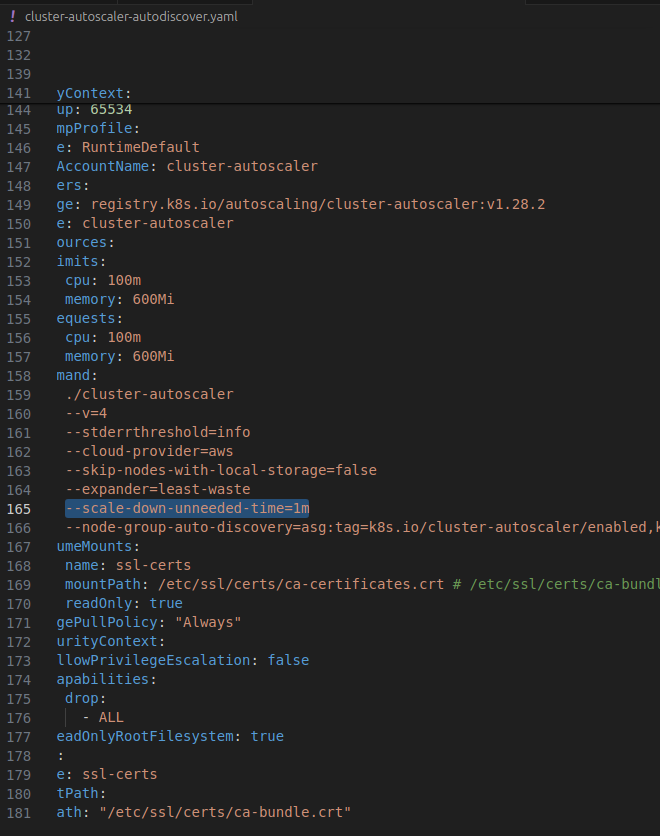 ! cluster-autoscaler-autodiscover.yaml
127
132
139
141 yContext:
144 up: 65534
145 mpProfile:
146 e: RuntimeDefault
147 AccountName: cluster-autoscaler
148 ers:
149 ge: registry.k8s.io/autoscaling/cluster-autoscaler:v1.28.2
150 e: cluster-autoscaler
151 ources:
152 imits:
153 cpu: 100m
154 memory: 600Mi
155 equests:
156 cpu: 100m
157 memory: 600Mi
158 mand:
159 ./cluster-autoscaler
160 --v=4
161 --stderrthreshold=info
162 --cloud-provider=aws
163 --skip-nodes-with-local-storage=false
164 --expander=least-waste
165 --scale-down-unneeded-time=1m
166 --node-group-auto-discovery=asg:tag=k8s.io/cluster-autoscaler/enabled,k
167 umeMounts:
168 name: ssl-certs
169 mountPath: /etc/ssl/certs/ca-certificates.crt # /etc/ssl/certs/ca-bundl
170 readOnly: true
171 gePullPolicy: "Always"
172 urityContext:
173 llowPrivilegeEscalation: false
174 apabilities:
175 drop:
176 - ALL
177 eadOnlyRootFilesystem: true
178 :
179 e: ssl-certs
180 tPath:
181 ath: "/etc/ssl/certs/ca-bundle.crt"